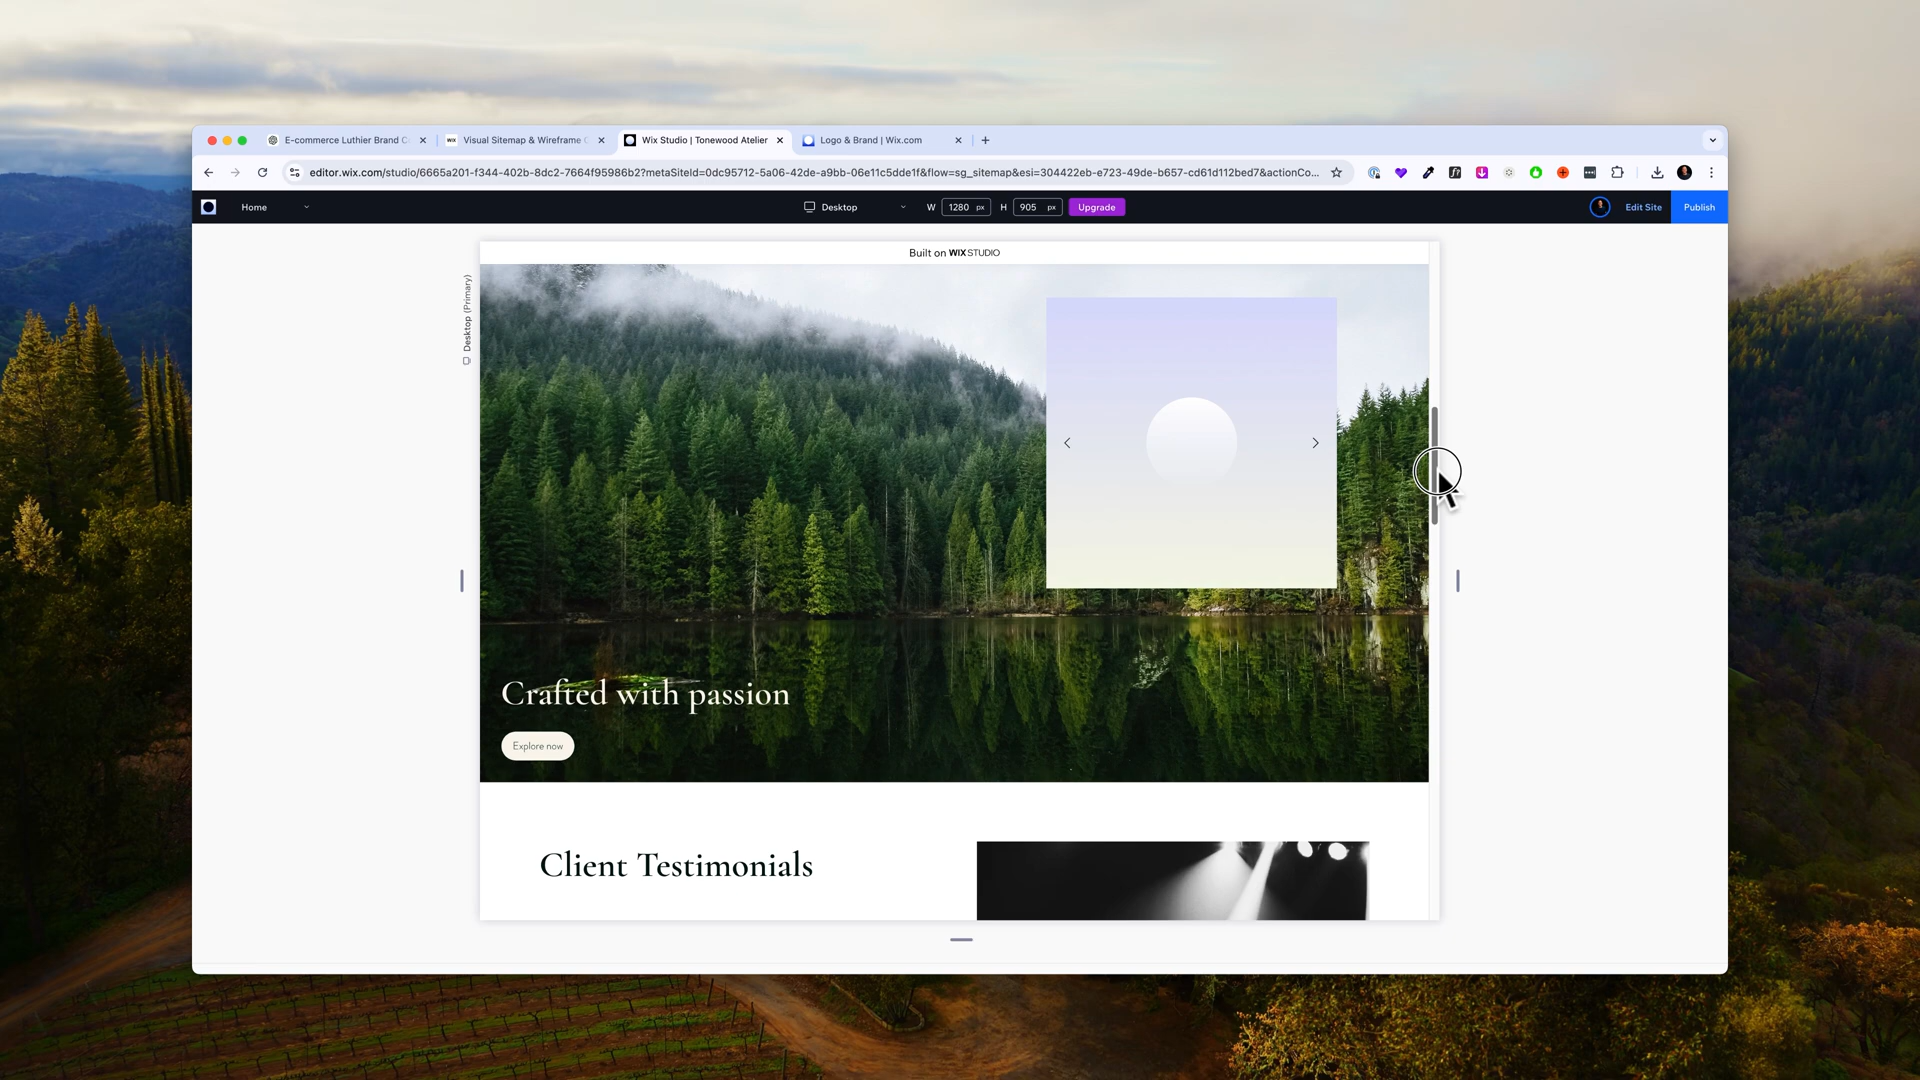 E-commerce Luthier Brand C
Visual Sitemap & Wireframe
Wix Studio | Tonewood Atelier
Logo & Brand | Wix.com
editor.wix.com/studio/6665a201-f344-402b-8dc2-7664f95986b2?metaSiteId=0dc95712-5a06-42de-a9bb-06e11c5dde1f&flow=sg_sitemap&esi=304422eb-e723-49de-b657-cd61d112bed7&actionCo...
Home
Desktop
W 1280 px
H 905 px
Upgrade
Edit Site
Publish
Built on WIX STUDIO
Desktop (Primary)
Crafted with passion
Explore now
Client Testimonials